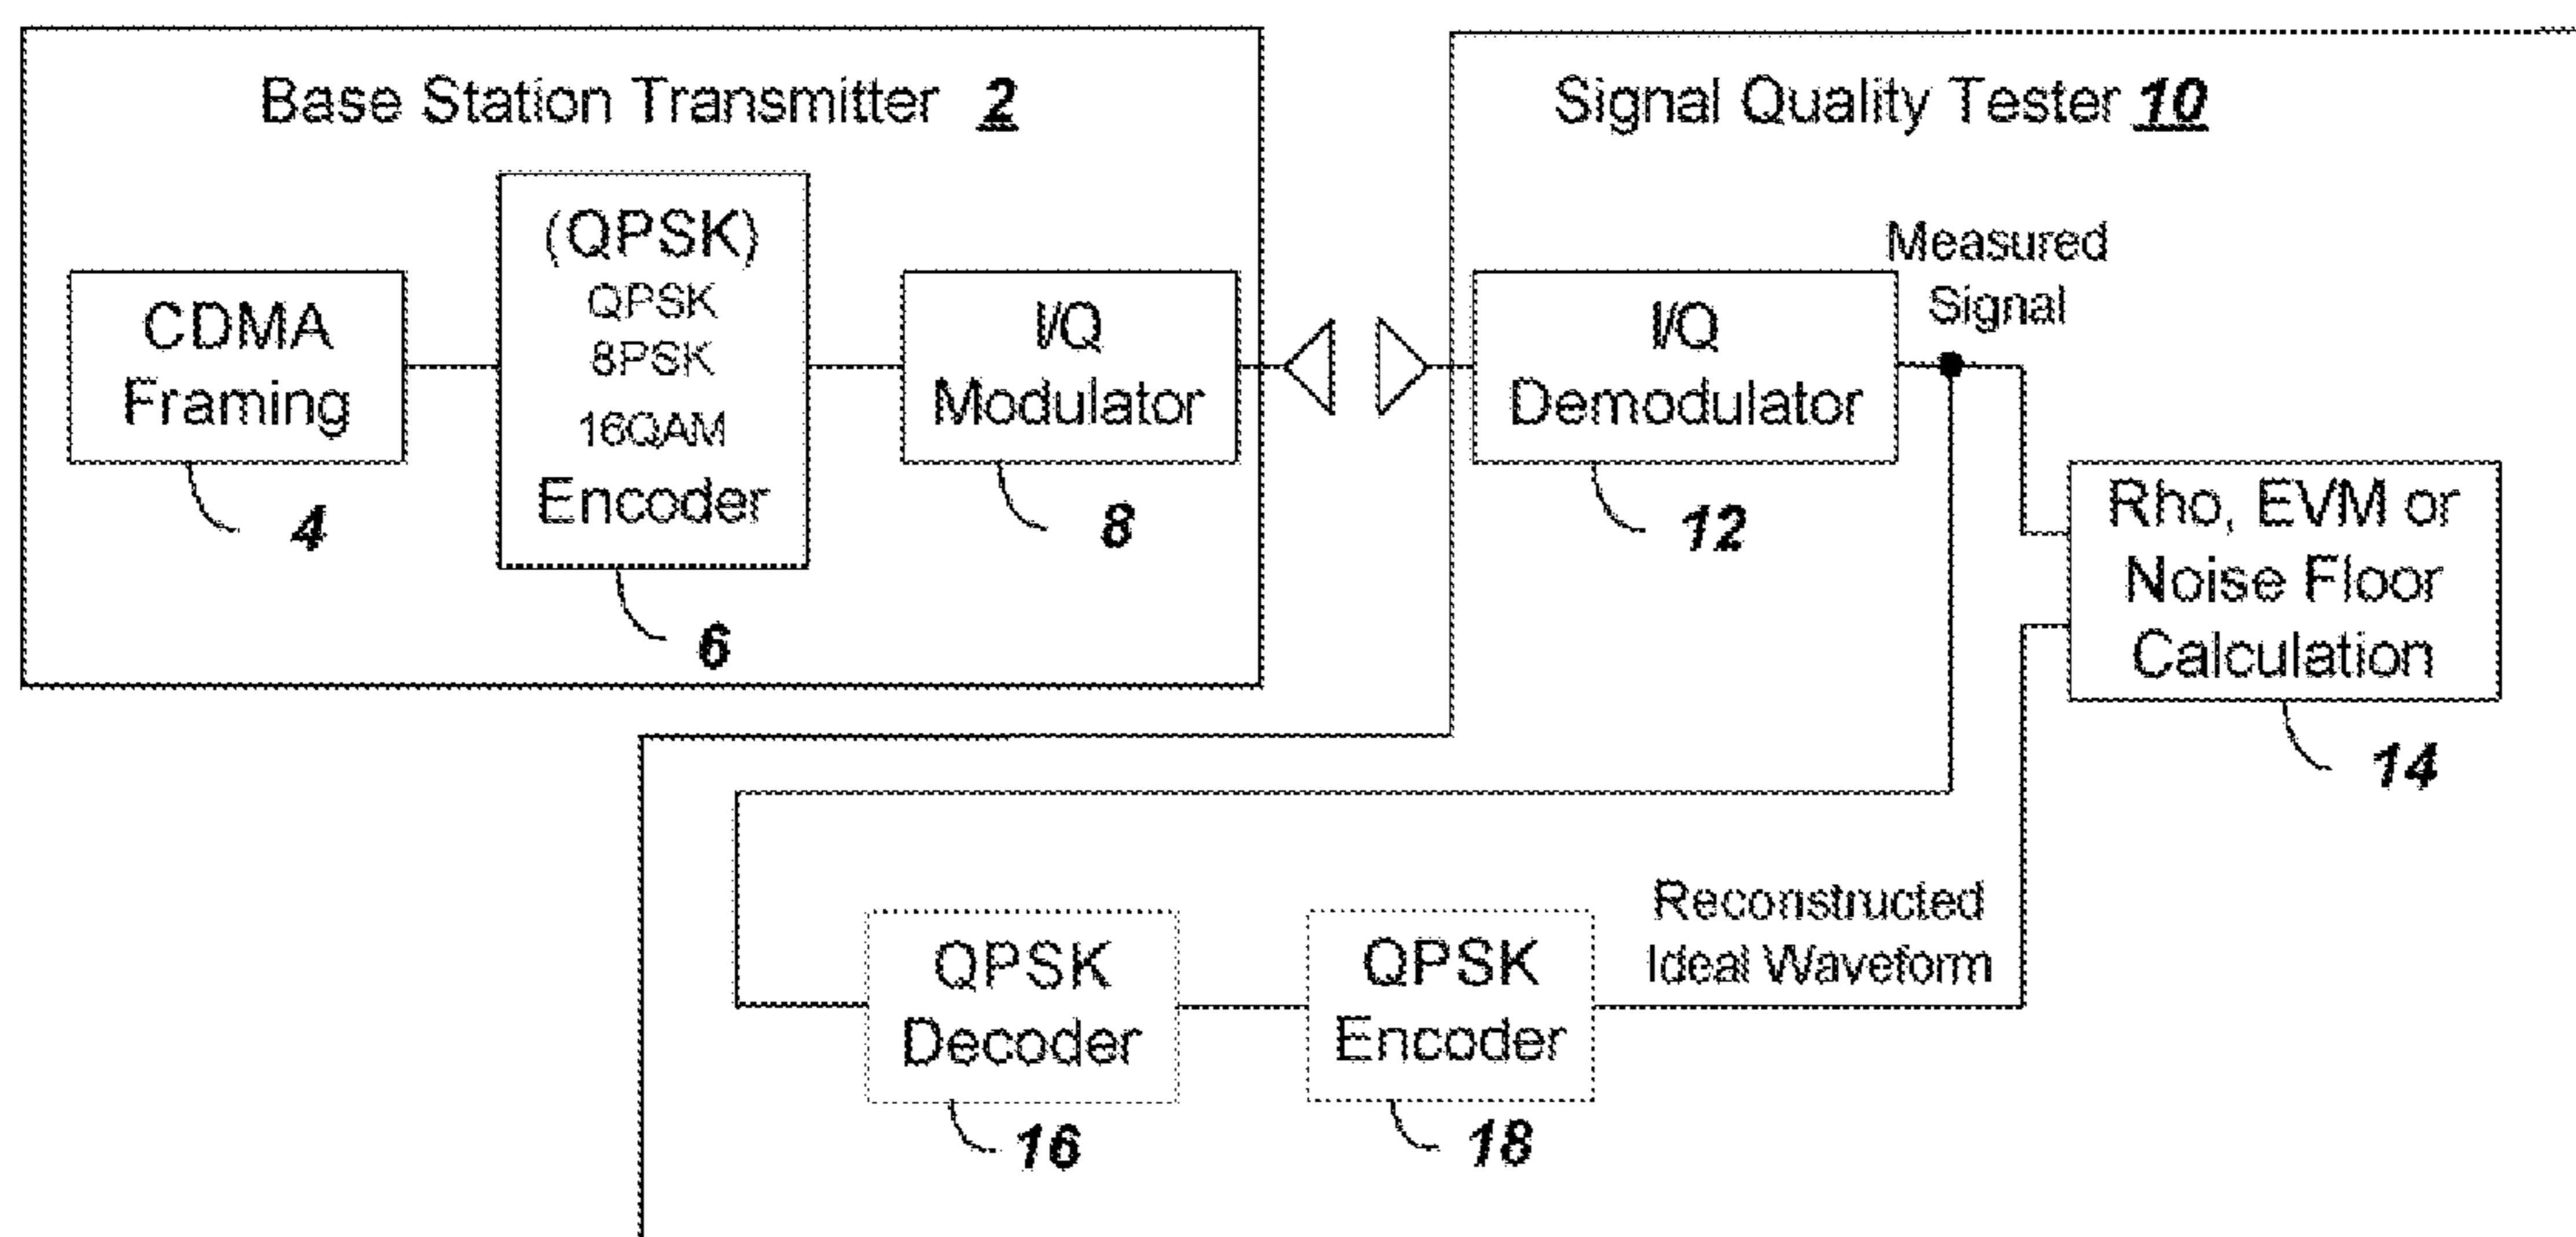 Base Station Transmitter 2
CDMA
Framing
4
(QPSK)
QPSK
8PSK
16QAM
Encoder
6
I/Q
Modulator
8
Signal Quality Tester 10
I/Q
Demodulator
12
Measured
Signal
Rho, EVM or
Noise Floor
Calculation
14
QPSK
Decoder
16
QPSK
Encoder
18
Reconstructed
Ideal Waveform